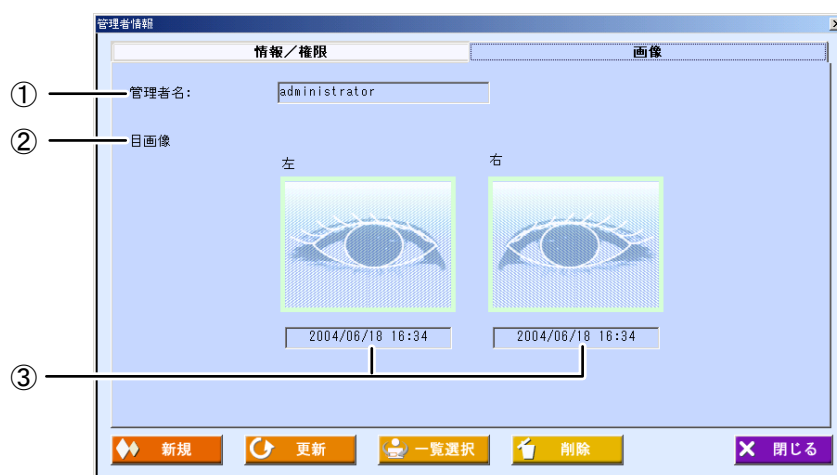 管理者情報
情報／権限 画像
① 管理者名: administrator
② 目画像
左 右
2004/06/18 16:34 2004/06/18 16:34
③
新規 更新 一覧選択 削除 閉じる